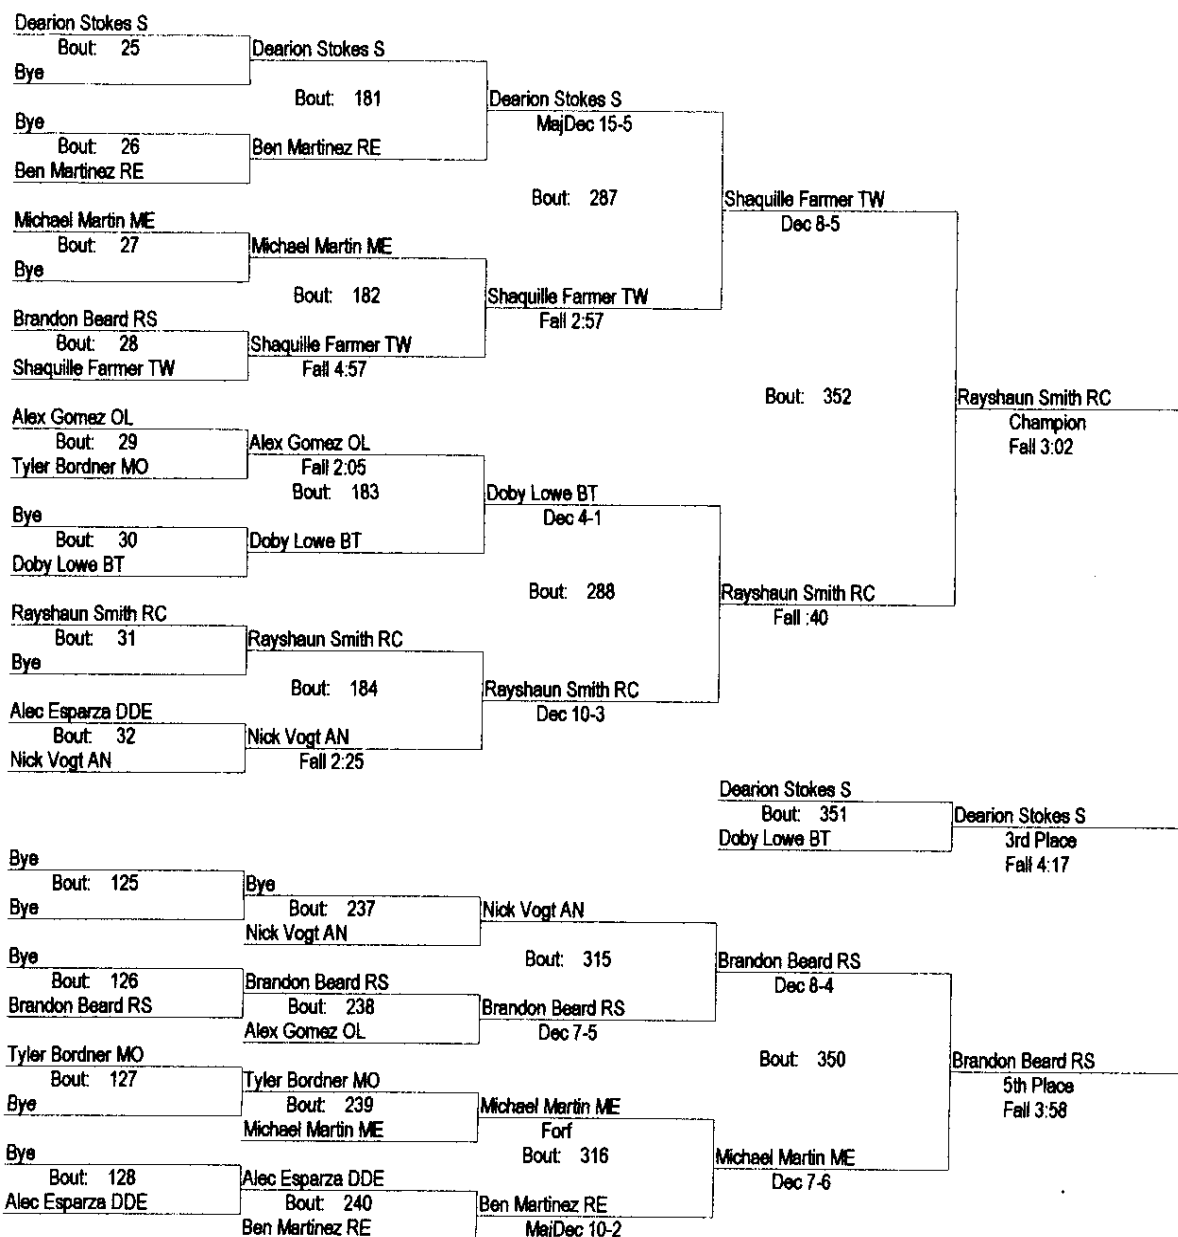 Dearion Stokes S
Bout: 25
Bye
Dearion Stokes S
Bout: 181
Bye
Bout: 26
Ben Martinez RE
Ben Martinez RE
Dearion Stokes S
MajDec 15-5
Bout: 287
Michael Martin ME
Bout: 27
Bye
Michael Martin ME
Bout: 182
Brandon Beard RS
Bout: 28
Shaquille Farmer TW
Shaquille Farmer TW
Fall 4:57
Shaquille Farmer TW
Fall 2:57
Shaquille Farmer TW
Dec 8-5
Bout: 352
Rayshaun Smith RC
Champion
Fall 3:02
Alex Gomez OL
Bout: 29
Tyler Bordner MO
Alex Gomez OL
Fall 2:05
Bout: 183
Bye
Bout: 30
Doby Lowe BT
Doby Lowe BT
Doby Lowe BT
Dec 4-1
Bout: 288
Rayshaun Smith RC
Bout: 31
Bye
Rayshaun Smith RC
Bout: 184
Alec Esparza DDE
Bout: 32
Nick Vogt AN
Nick Vogt AN
Fall 2:25
Rayshaun Smith RC
Dec 10-3
Rayshaun Smith RC
Fall :40
Dearion Stokes S
Bout: 351
Doby Lowe BT
Dearion Stokes S
3rd Place
Fall 4:17
Bye
Bout: 125
Bye
Bye
Bout: 237
Nick Vogt AN
Nick Vogt AN
Bout: 315
Bye
Bout: 126
Brandon Beard RS
Brandon Beard RS
Bout: 238
Alex Gomez OL
Brandon Beard RS
Dec 7-5
Brandon Beard RS
Dec 8-4
Bout: 350
Brandon Beard RS
5th Place
Fall 3:58
Tyler Bordner MO
Bout: 127
Bye
Tyler Bordner MO
Bout: 239
Michael Martin ME
Michael Martin ME
Forf
Bout: 316
Bye
Bout: 128
Alec Esparza DDE
Alec Esparza DDE
Bout: 240
Ben Martinez RE
Ben Martinez RE
MajDec 10-2
Michael Martin ME
Dec 7-6